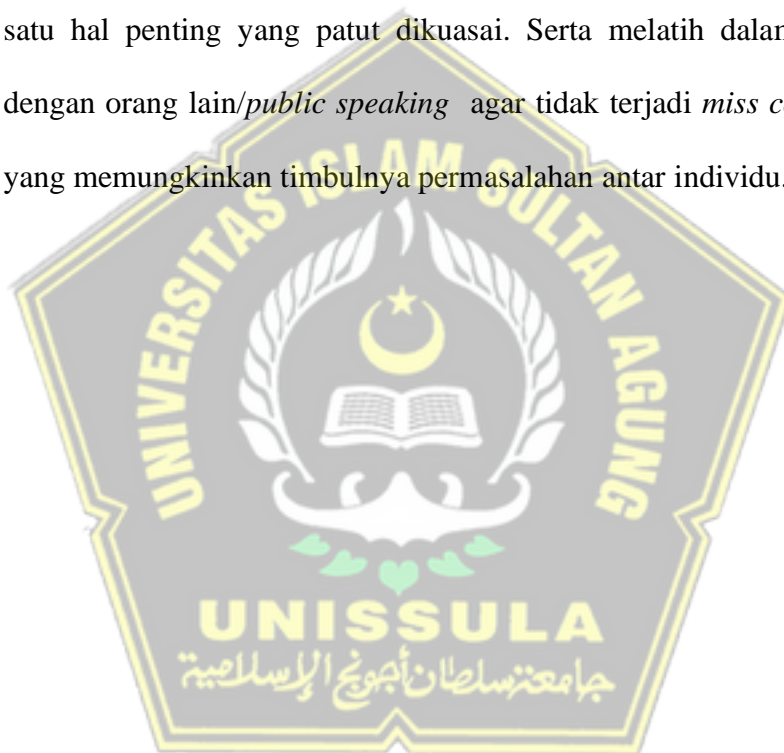 satu hal penting yang patut dikuasai. Serta melatih
dengan orang lain/public speaking agar tidak terjadi miss
yang memungkinkan timbulnya permasalahan antar individu.
UNIVERSITAS ISLAM SULTAN AGUNG
UNISSULA
جامعة سلطان أجونج الإسلامية